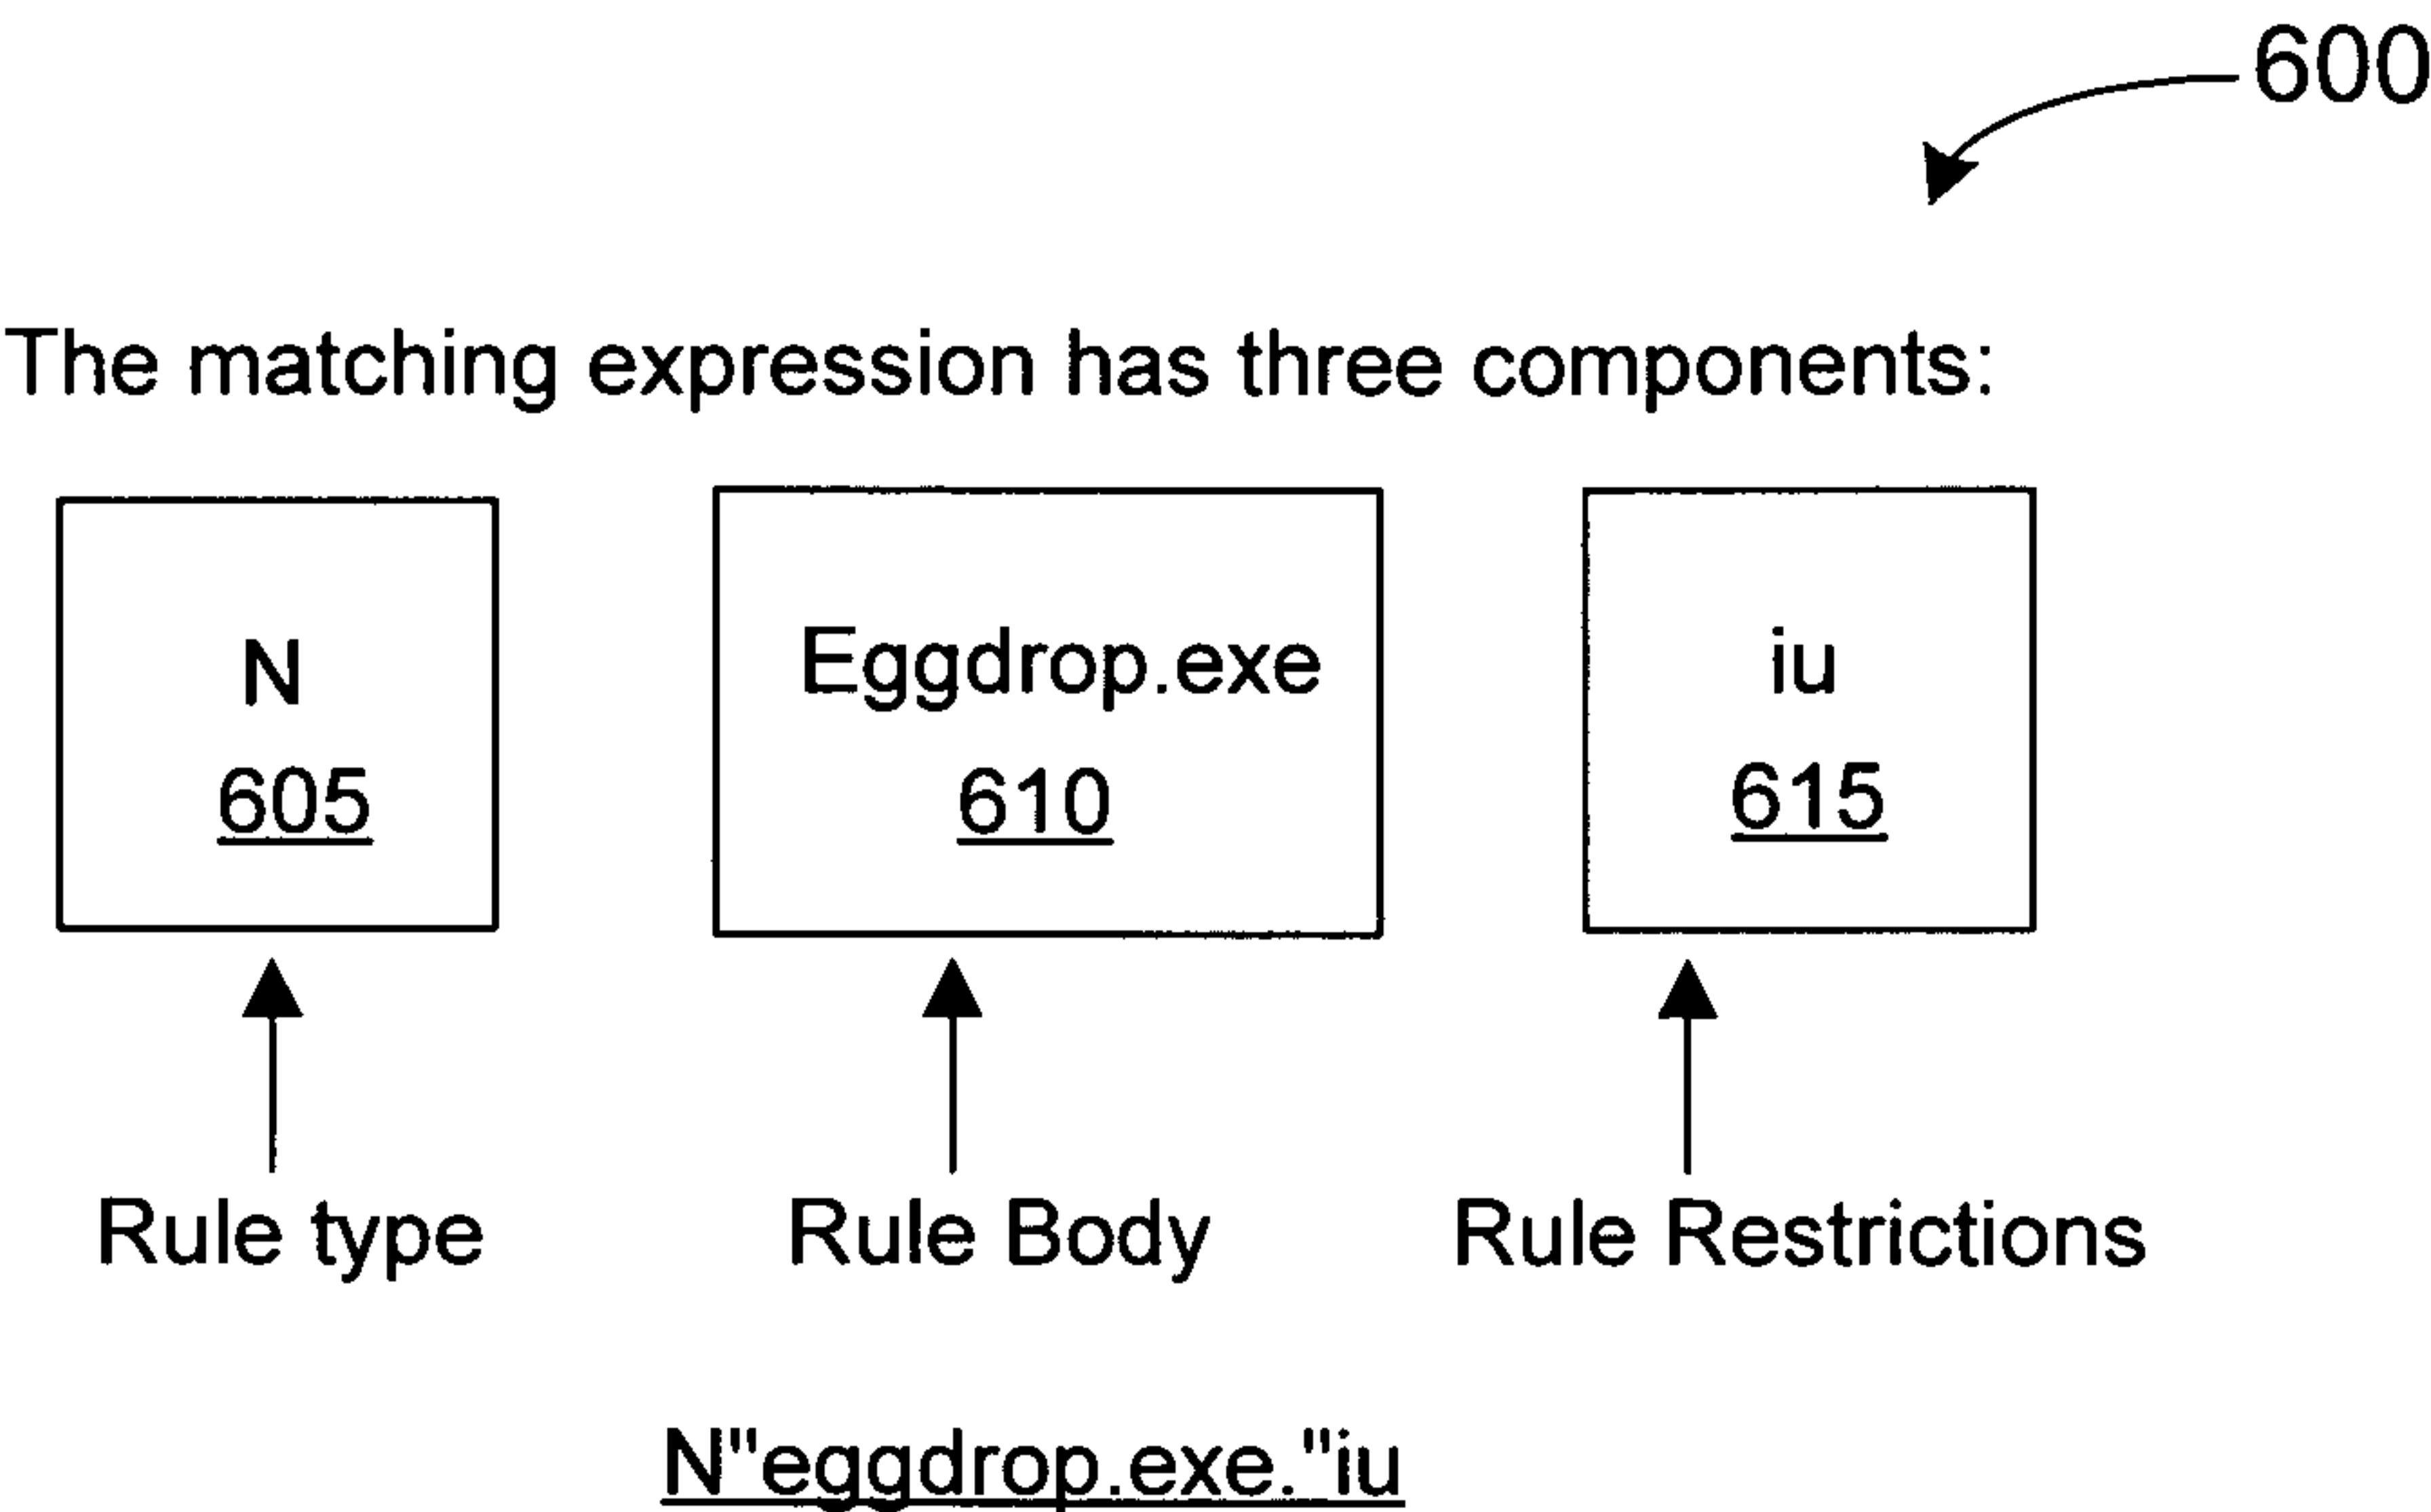 600
The matching expression has three components:
N Eggdrop.exe iu
605 610 615
Rule type Rule Body Rule Restrictions
N"eggdrop.exe."iu